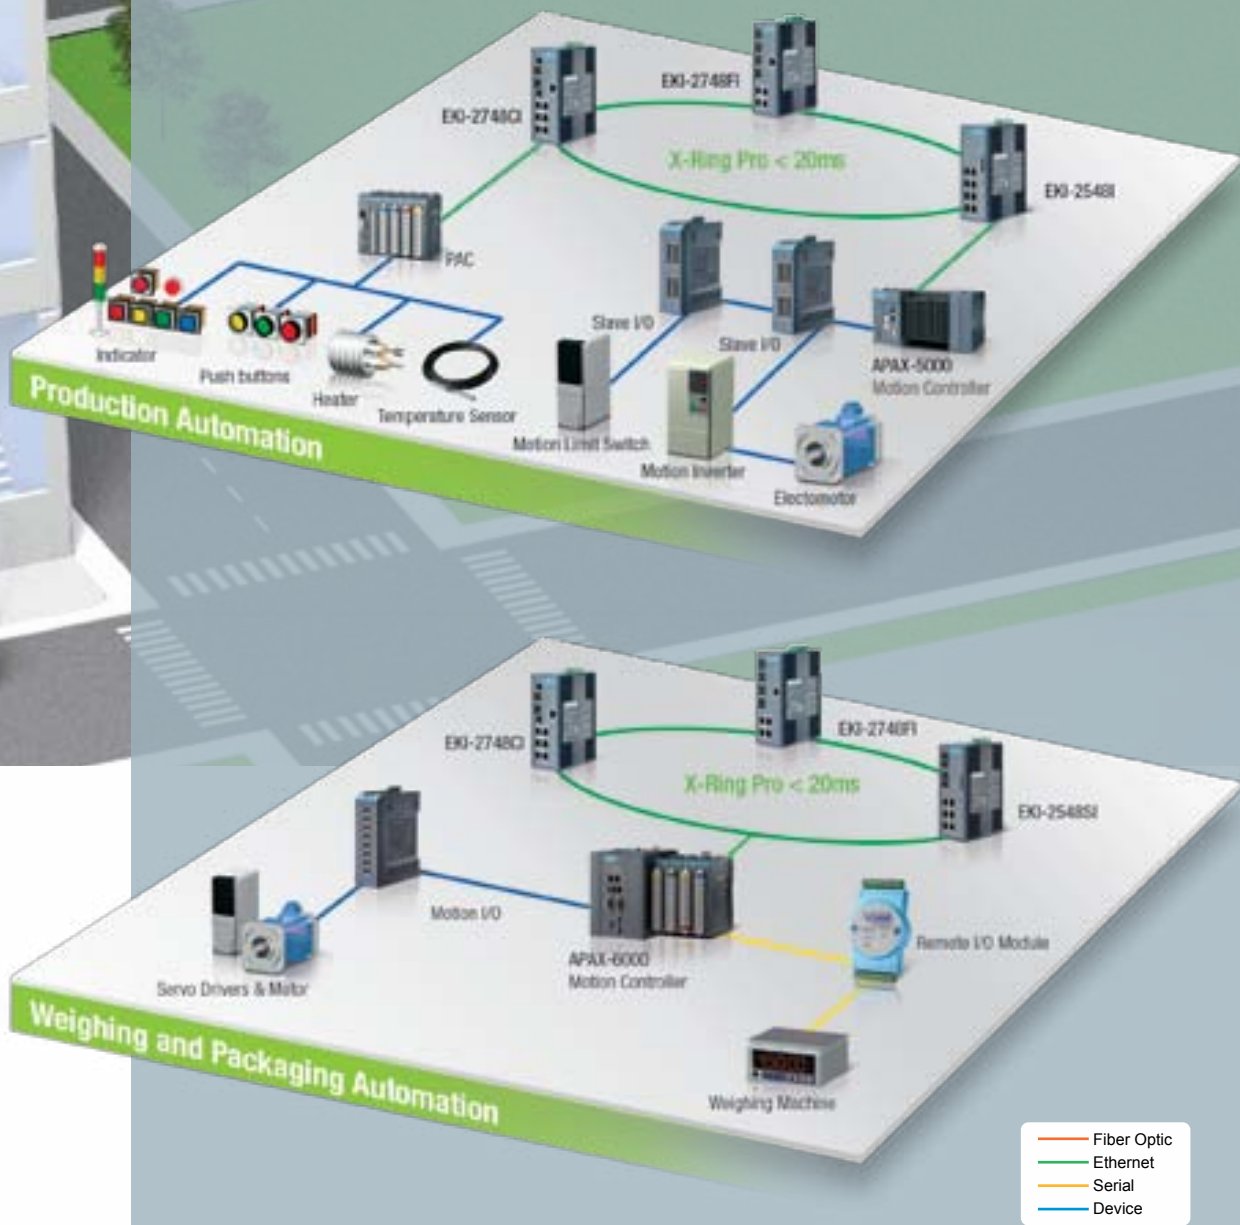 EKI-2748FI
EKI-2748CI
X-Ring Pro < 20ms
EKI-2548I
PAC
Slave I/O
Slave I/O
Indicator
Push buttons
Heater
Temperature Sensor
APAX-5000
Motion Controller
Motion Limit Switch
Motion Inverter
Electomotor
Production Automation
EKI-2748FI
EKI-2748CI
X-Ring Pro < 20ms
EKI-2548SI
Motion I/O
APAX-6000
Motion Controller
Remote I/O Module
Servo Drivers & Motor
Weighing Machine
Weighing and Packaging Automation
Fiber Optic
Ethernet
Serial
Device